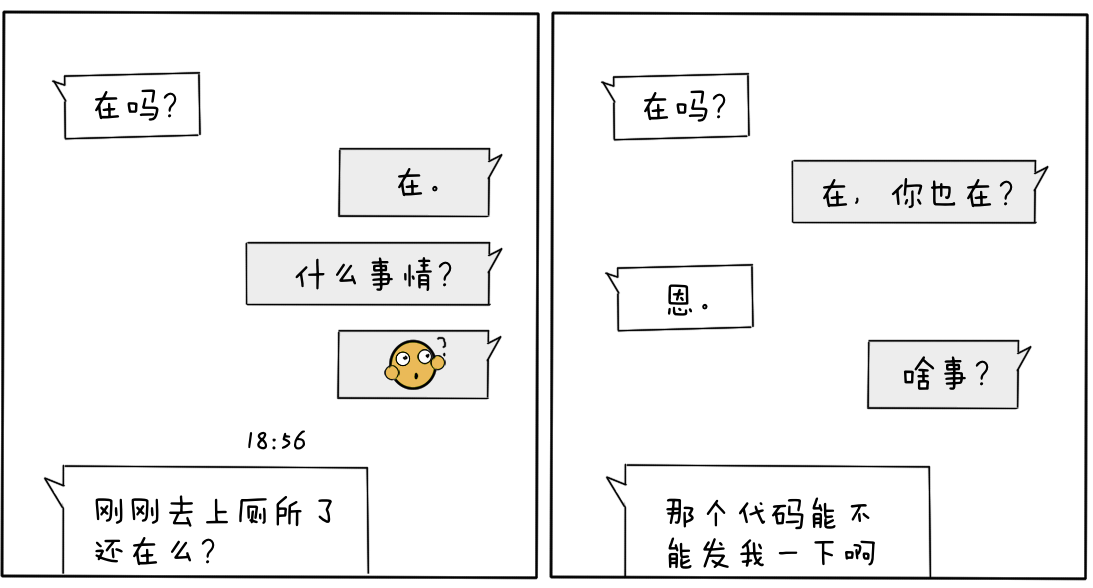 在吗?
在。
什么事情?
18:56
刚刚去上厕所了
还在么?
在吗?
在, 你也在?
恩。
啥事?
那个代码能不
能发我一下啊